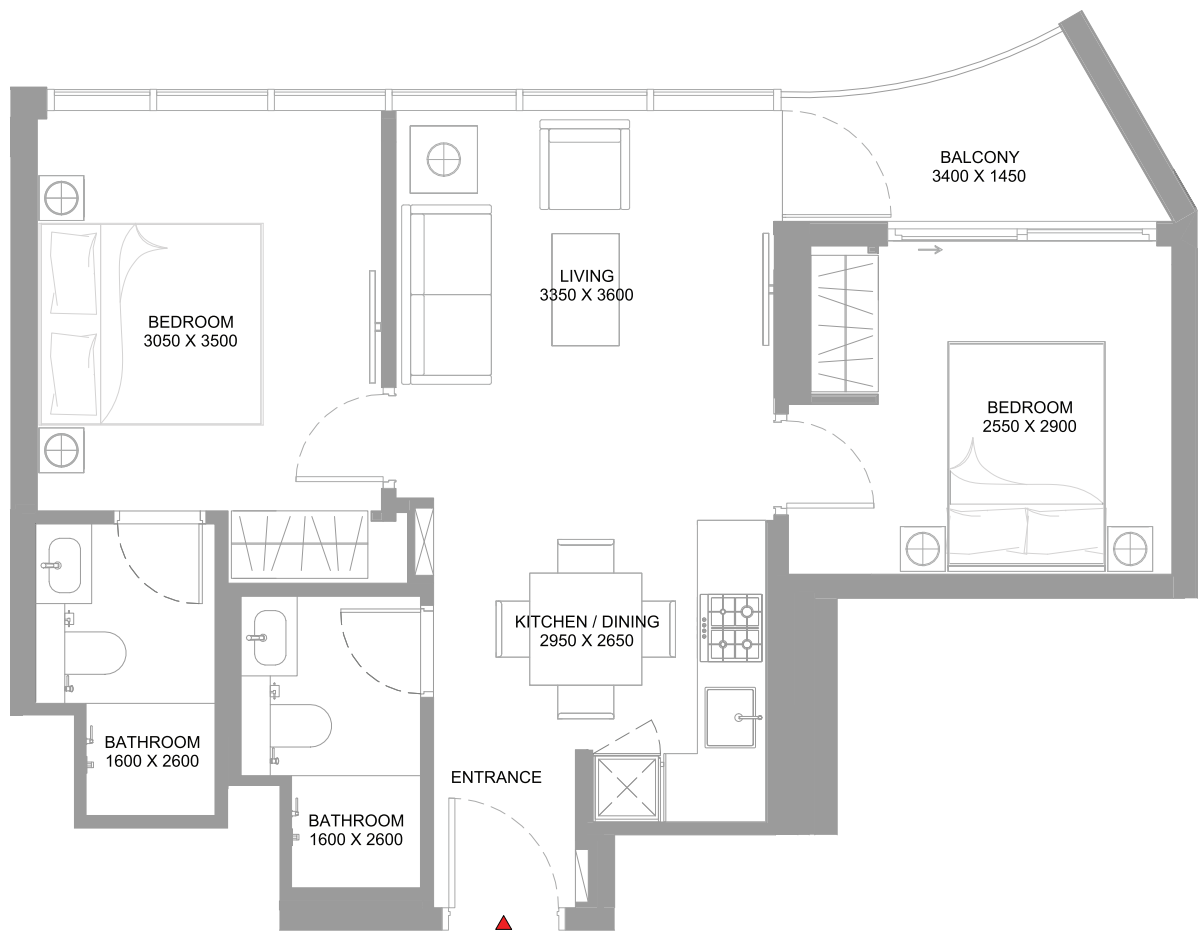 BALCONY
3400 X 1450
LIVING
3350 X 3600
BEDROOM
3050 X 3500
BEDROOM
2550 X 2900
KITCHEN / DINING
2950 X 2650
BATHROOM
1600 X 2600
ENTRANCE
BATHROOM
1600 X 2600